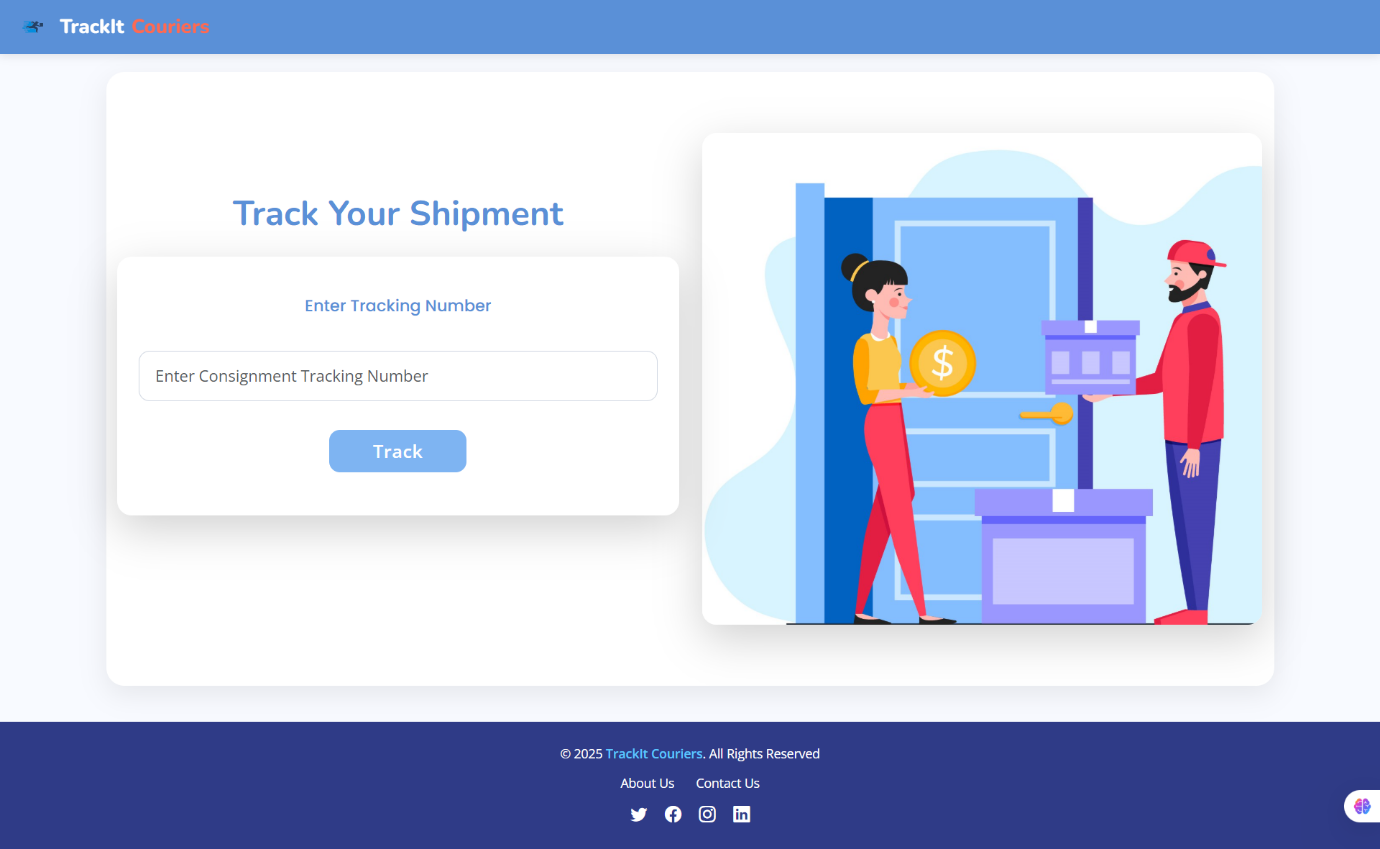 TrackIt Couriers
Track Your Shipment
Enter Tracking Number
Enter Consignment Tracking Number
Track
$
© 2025 TrackIt Couriers. All Rights Reserved
About Us Contact Us